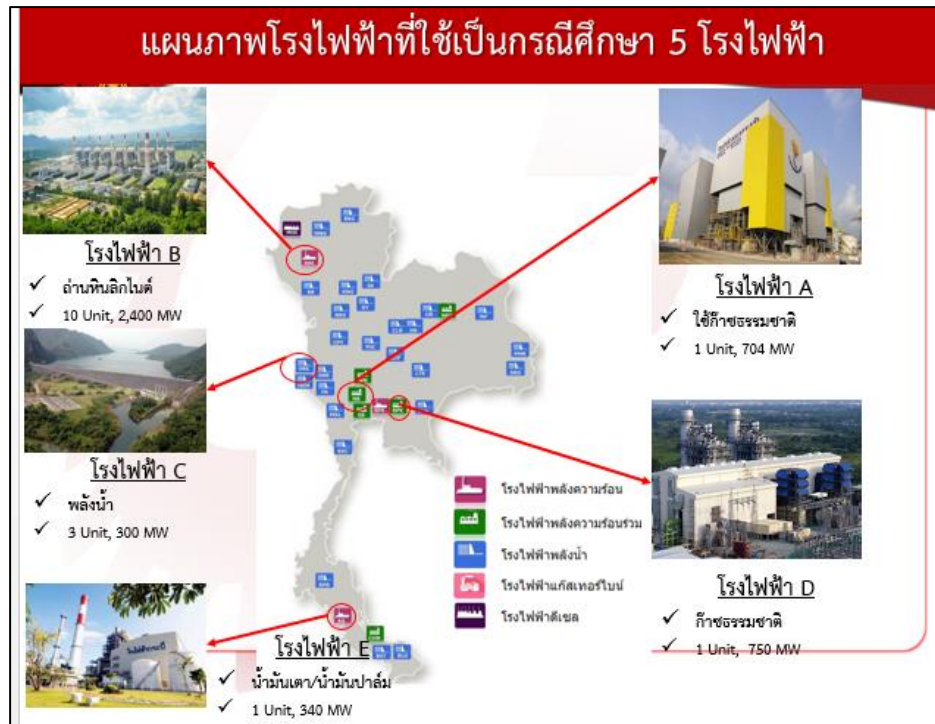 แผนภาพโรงไฟฟ้าที่ใช้เป็นกรณีศึกษา 5 โรงไฟฟ้า
โรงไฟฟ้า B
✓ ถ่านหินลิกไนต์
✓ 10 Unit, 2,400 MW
โรงไฟฟ้า A
✓ ใช้ก๊าซธรรมชาติ
✓ 1 Unit, 704 MW
โรงไฟฟ้า C
✓ พลังน้ำ
✓ 3 Unit, 300 MW
โรงไฟฟ้าพลังความร้อน
โรงไฟฟ้าพลังความร้อนร่วม
โรงไฟฟ้าพลังน้ำ
โรงไฟฟ้าแก๊สเทอร์ไบน์
โรงไฟฟ้าดีเซล
โรงไฟฟ้า D
✓ ก๊าซธรรมชาติ
✓ 1 Unit, 750 MW
โรงไฟฟ้า E
✓ น้ำมันเตา/น้ำมันปาล์ม
✓ 1 Unit, 340 MW